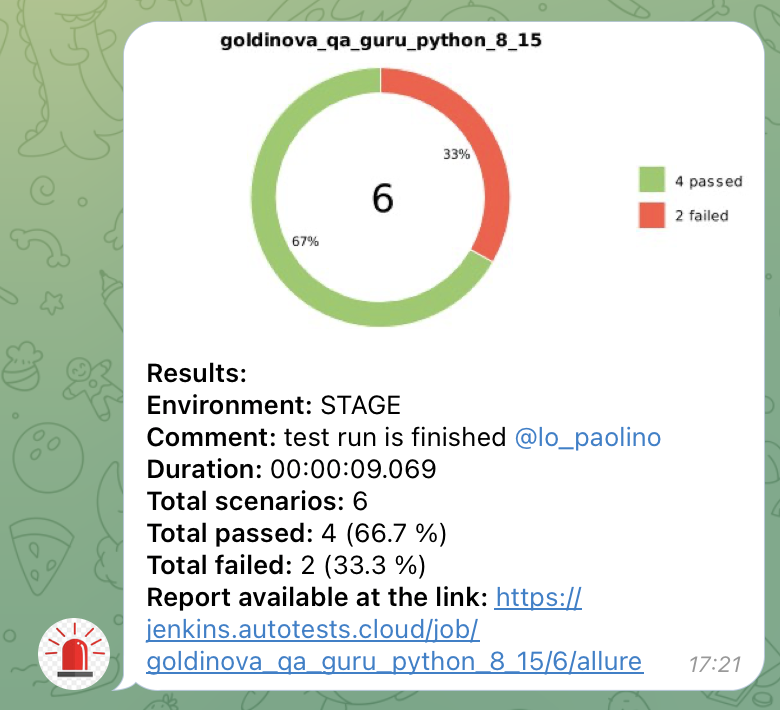 goldinova_qa_guru_python_8_15
33%
6
67%
4 passed
2 failed
Results:
Environment: STAGE
Comment: test run is finished @lo_paolino
Duration: 00:00:09.069
Total scenarios: 6
Total passed: 4 (66.7 %)
Total failed: 2 (33.3 %)
Report available at the link: https://
jenkins.autotests.cloud/job/
goldinova_qa_guru_python_8_15/6/allure
17:21